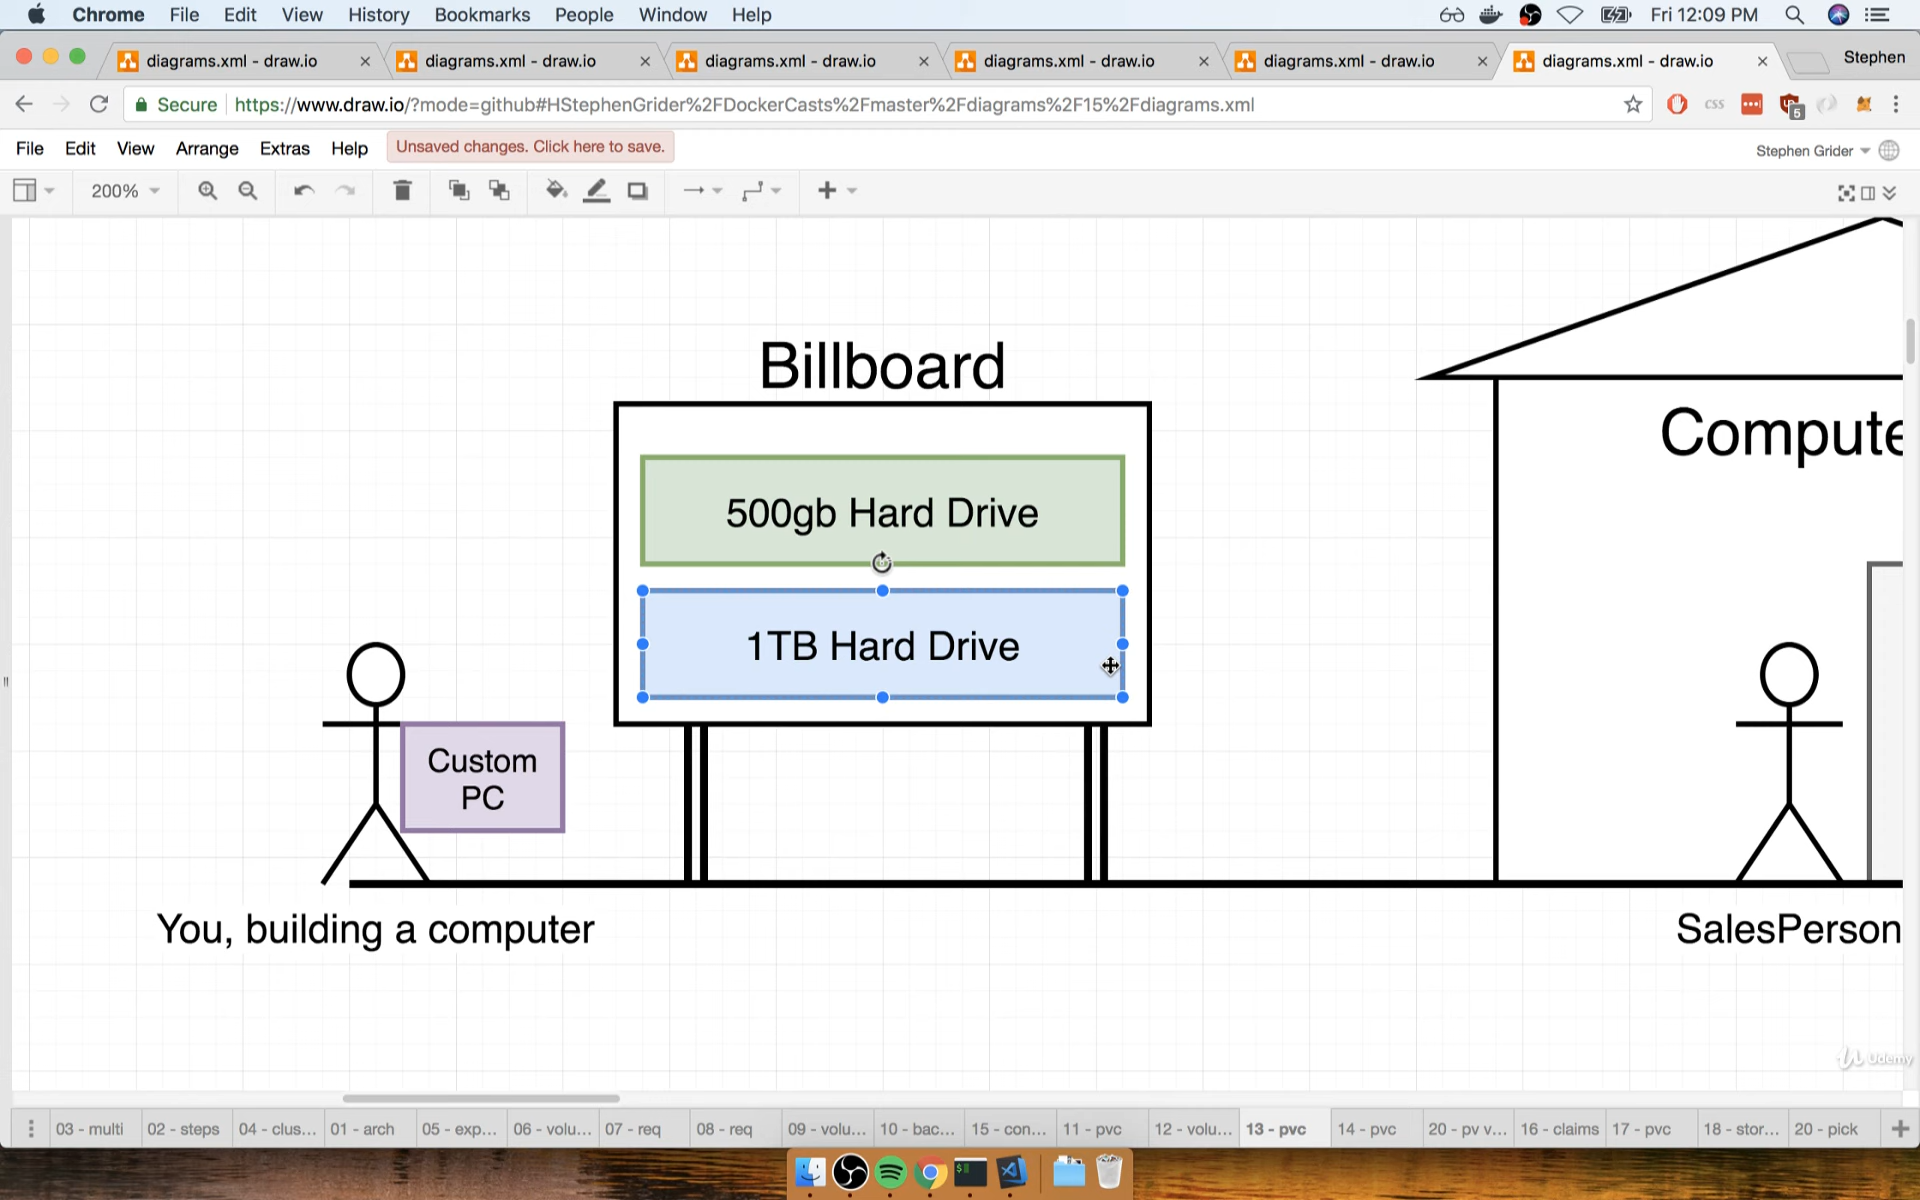 Chrome File Edit View History Bookmarks People Window Help Fri 12:09 PM
diagrams.xml - draw.io diagrams.xml - draw.io diagrams.xml - draw.io diagrams.xml - draw.io diagrams.xml - draw.io diagrams.xml - draw.io Stephen
Secure https://www.draw.io/?mode=github#HStephenGrider%2FDockerCasts%2Fmaster%2Fdiagrams%2F15%2Fdiagrams.xml css 5
File Edit View Arrange Extras Help Unsaved changes. Click here to save. Stephen Grider
200%
Billboard
Compute
500gb Hard Drive
1TB Hard Drive
Custom
PC
You, building a computer
SalesPerson
Udemy
03 - multi 02 - steps 04 - clus... 01 - arch 05 - exp... 06 - volu... 07 - req 08 - req 09 - volu... 10 - bac... 15 - con... 11 - pvc 12 - volu... 13 - pvc 14 - pvc 20 - pv v... 16 - claims 17 - pvc 18 - stor... 20 - pick